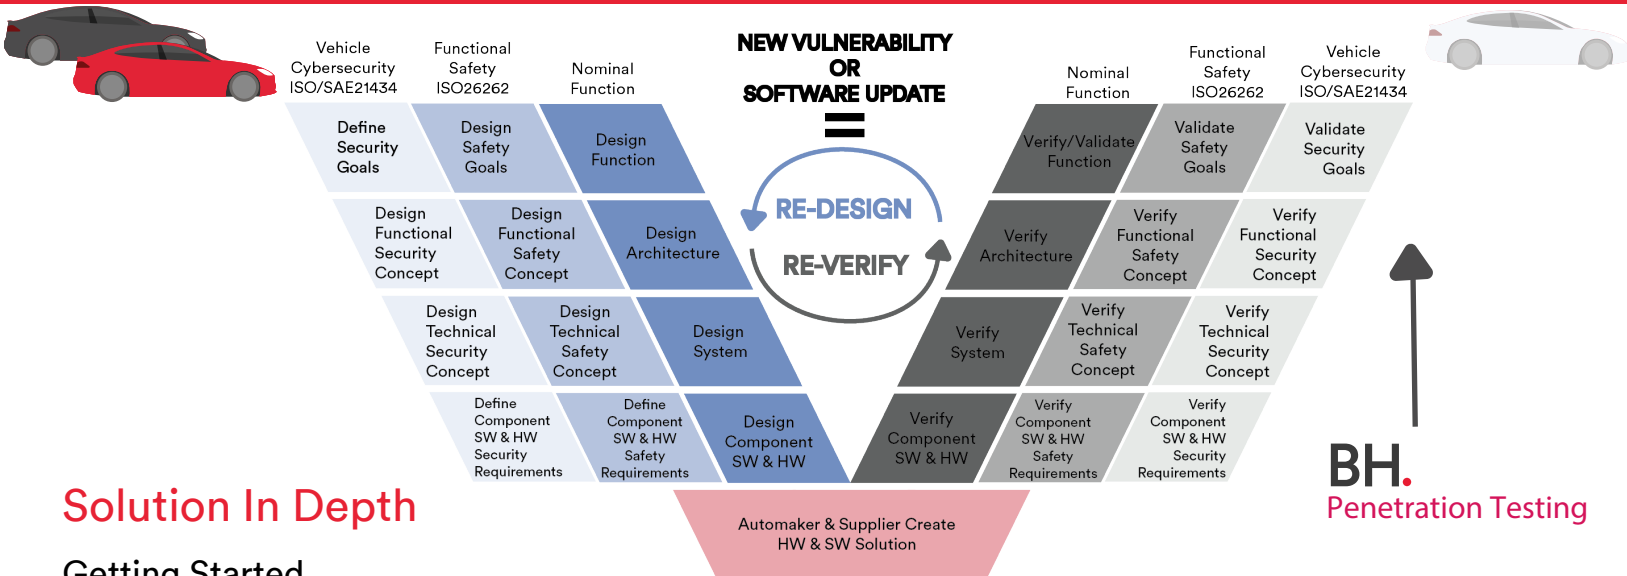 Vehicle
Cybersecurity
ISO/SAE21434
Functional
Safety
ISO26262
Nominal
Function
NEW VULNERABILITY
OR
SOFTWARE UPDATE
=
Nominal
Function
Functional
Safety
ISO26262
Vehicle
Cybersecurity
ISO/SAE21434
Define
Security
Goals
Design
Safety
Goals
Design
Function
Verify/Validate
Function
Validate
Safety
Goals
Validate
Security
Goals
RE-DESIGN
RE-VERIFY
Design
Functional
Security
Concept
Design
Functional
Safety
Concept
Design
Architecture
Verify
Architecture
Verify
Functional
Safety
Concept
Verify
Functional
Security
Concept
Design
Technical
Security
Concept
Design
Technical
Safety
Concept
Design
System
Verify
System
Verify
Technical
Safety
Concept
Verify
Technical
Security
Concept
Define
Component
SW & HW
Security
Requirements
Define
Component
SW & HW
Safety
Requirements
Design
Component
SW & HW
Verify
Component
SW & HW
Verify
Component
SW & HW
Safety
Requirements
Verify
Component
SW & HW
Security
Requirements
Automaker & Supplier Create
HW & SW Solution
BH.
Penetration Testing
Solution In Depth
Getting Started